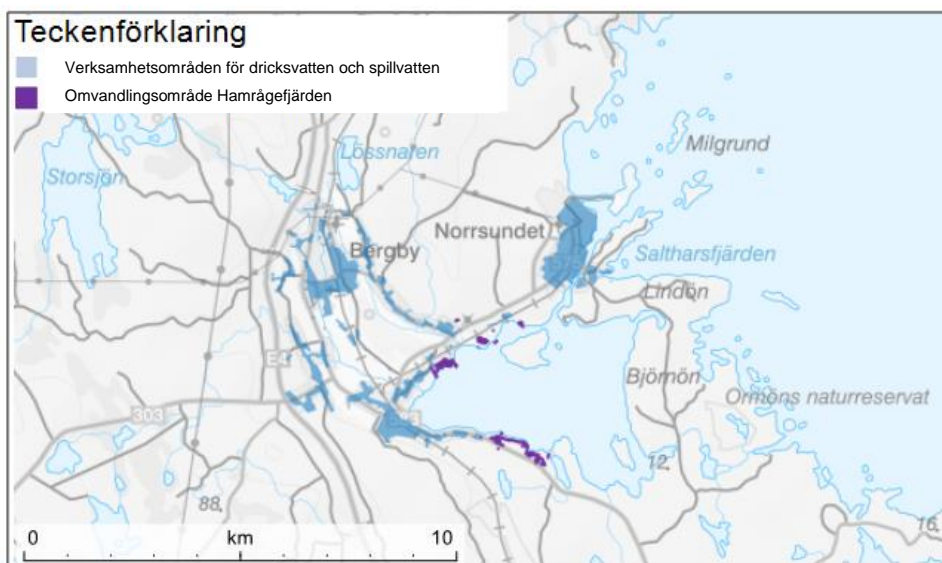 Teckenförklaring
Verksamhetsområden för dricksvatten och spillvatten
Omvandlingsområde Hamrågefjärden
Storsjön
Lössnaren
Milgrund
Norrsundet
Bergby
Saltharsfjärden
Lindön
E4
Björnön
Ormöns naturreservat
303
12
88
16
0 km 10